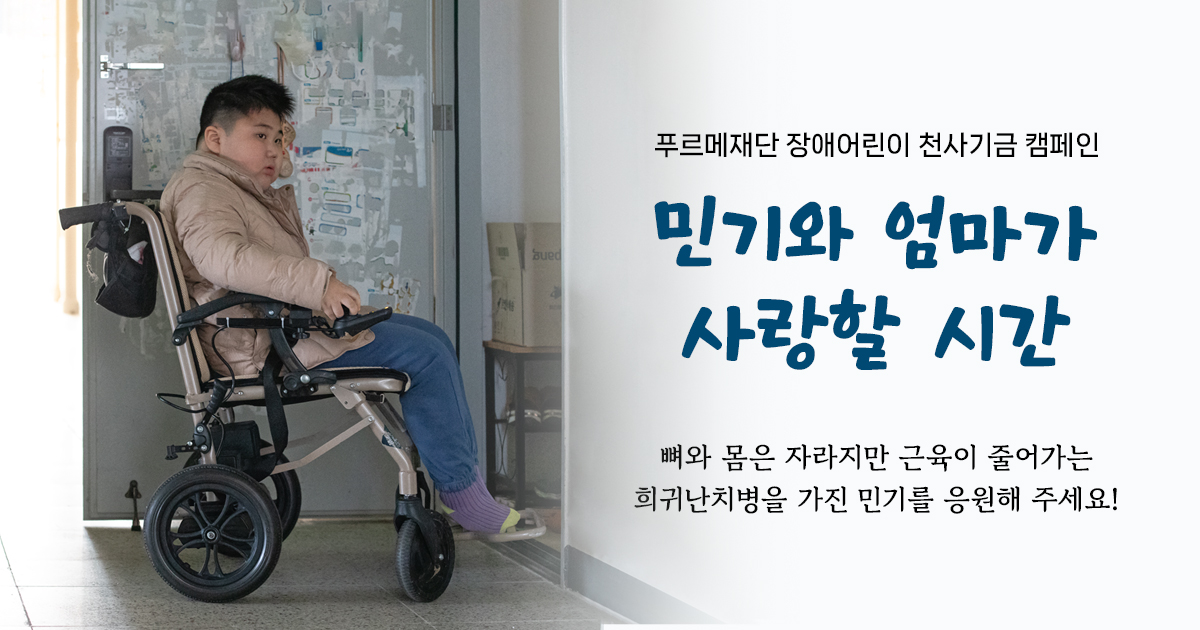 푸르메재단 장애어린이 천사기금 캠페인
민기와 엄마가
사랑할 시간
뼈와 몸은 자라지만 근육이 줄어가는
희귀난치병을 가진 민기를 응원해 주세요!